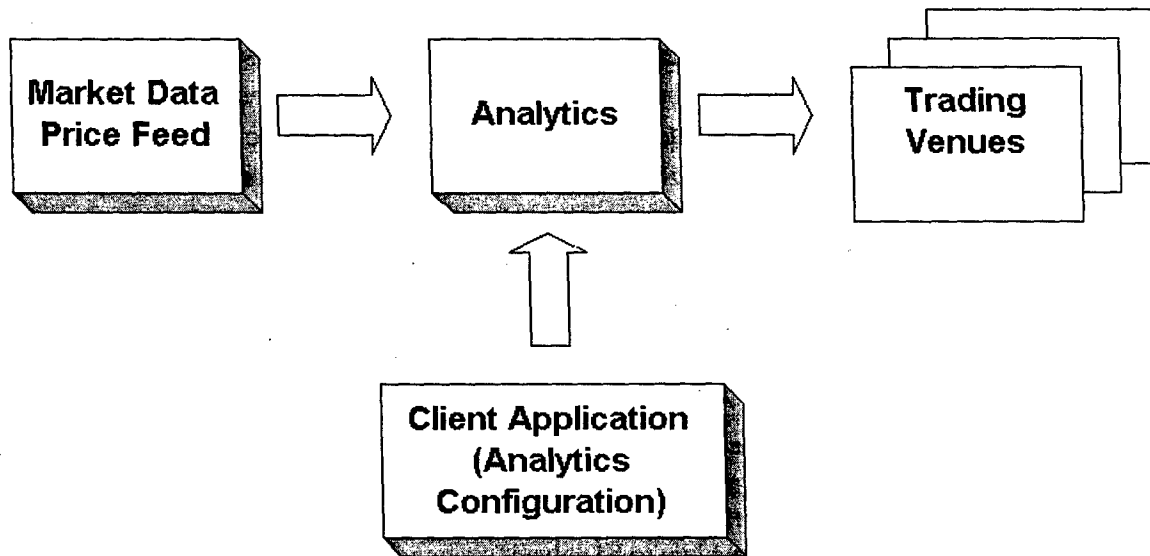 Market Data
Price Feed
Analytics
Trading
Venues
Client Application
(Analytics
Configuration)